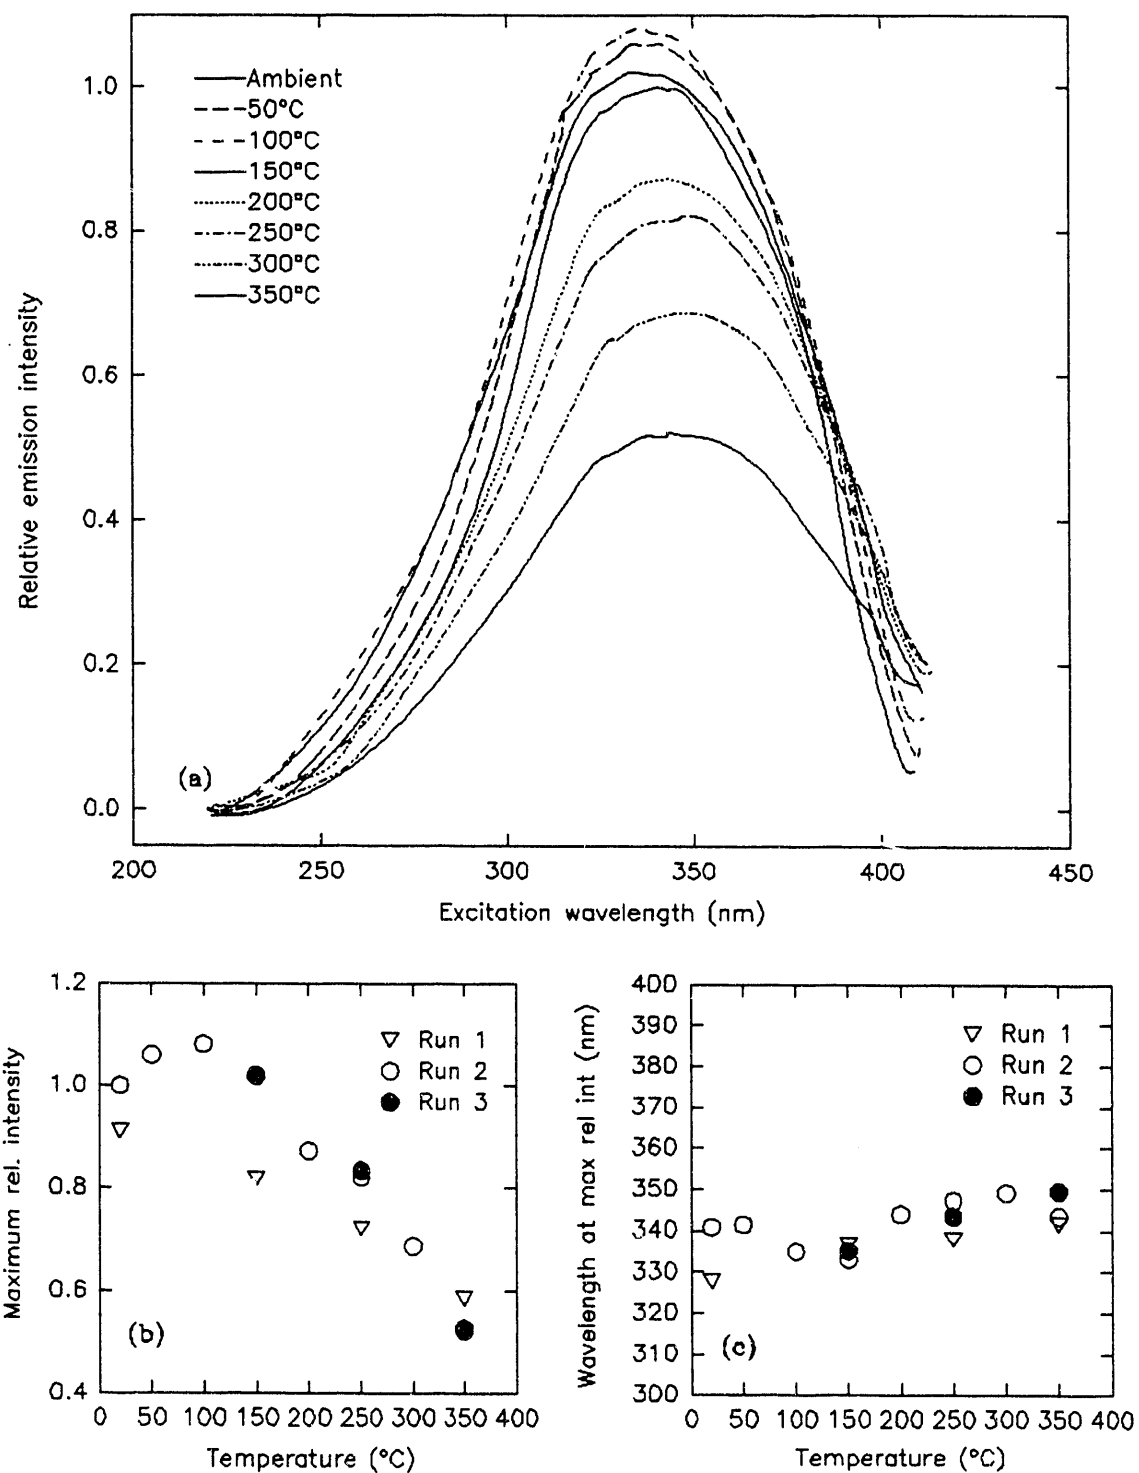 Ambient
50°C
100°C
150°C
200°C
250°C
300°C
350°C
Relative emission intensity
1.0
0.8
0.6
0.4
0.2
0.0
(a)
200 250 300 350 400 450
Excitation wavelength (nm)
Maximum rel. intensity
1.2
1.0
0.8
0.6
0.4
Run 1
Run 2
Run 3
(b)
0 50 100 150 200 250 300 350 400
Temperature (°C)
Wavelength at max rel int (nm)
400
390
380
370
360
350
340
330
320
310
300
Run 1
Run 2
Run 3
(c)
0 50 100 150 200 250 300 350 400
Temperature (°C)